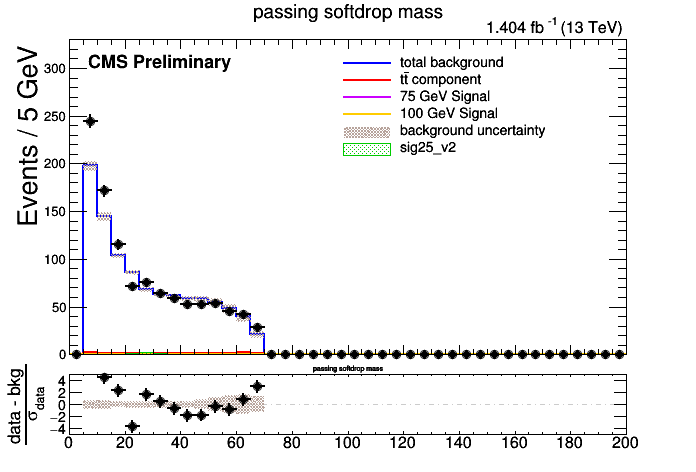 passing softdrop mass
1.404 fb⁻¹ (13 TeV)
CMS Preliminary
total background
tt̄ component
75 GeV Signal
100 GeV Signal
background uncertainty
sig25_v2
Events / 5 GeV
300
250
200
150
100
50
0
passing softdrop mass
data - bkg
σ data
4
2
0
−2
−4
0 20 40 60 80 100 120 140 160 180 200